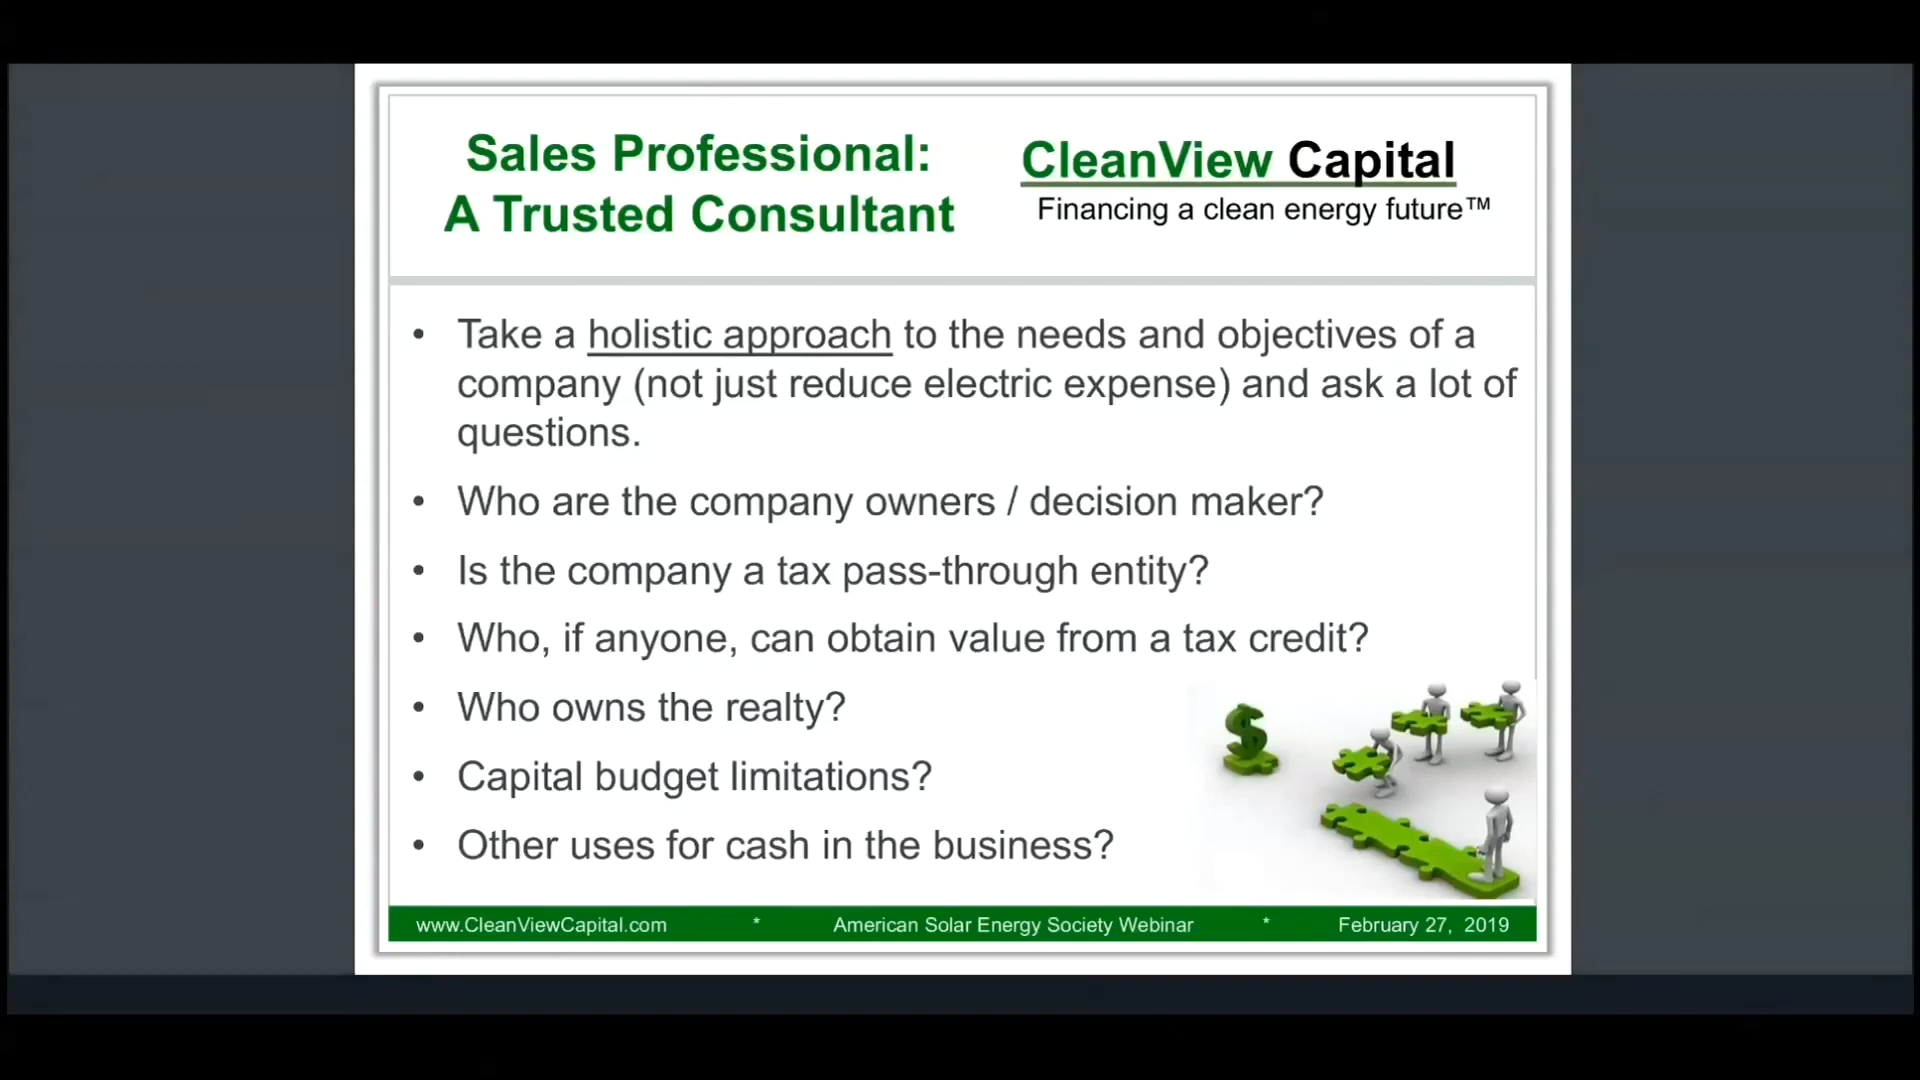 Sales Professional:
A Trusted Consultant
CleanView Capital
Financing a clean energy future™
• Take a holistic approach to the needs and objectives of a
company (not just reduce electric expense) and ask a lot of
questions.
• Who are the company owners / decision maker?
• Is the company a tax pass-through entity?
• Who, if anyone, can obtain value from a tax credit?
• Who owns the realty?
• Capital budget limitations?
• Other uses for cash in the business?
$
www.CleanViewCapital.com * American Solar Energy Society Webinar * February 27, 2019